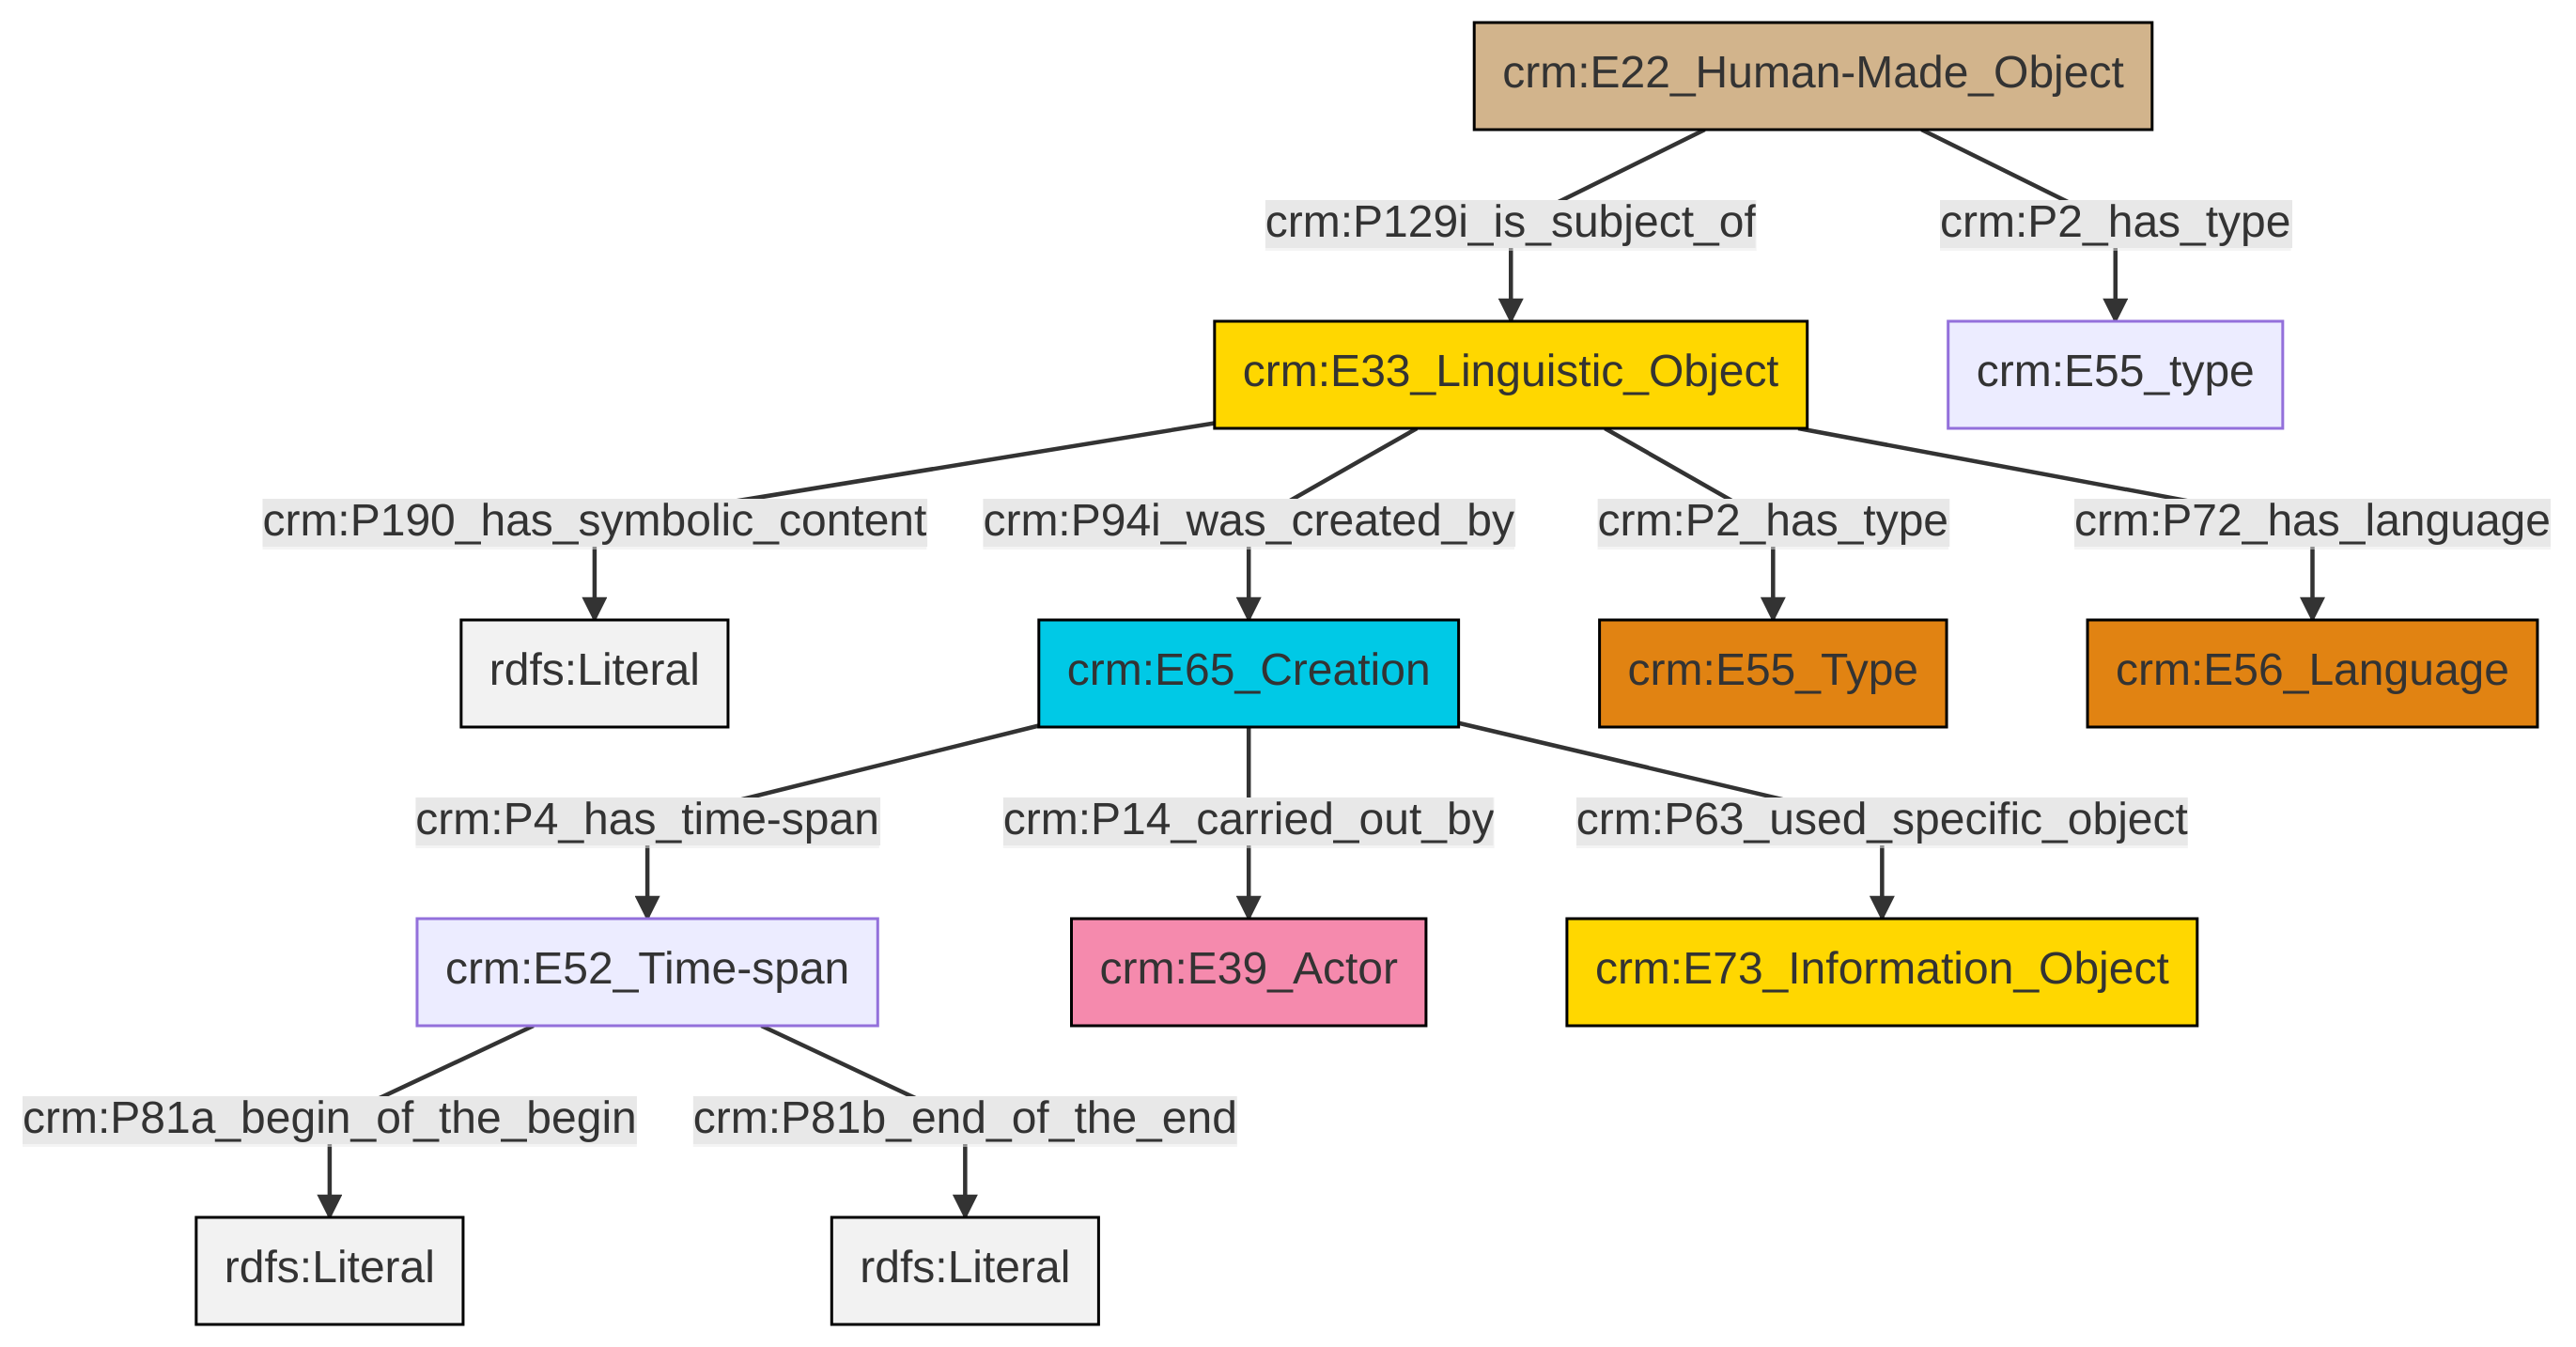 crm:E22_Human-Made_Object
crm:P129i_is_subject_of
crm:P2_has_type
crm:E33_Linguistic_Object
crm:E55_type
crm:P190_has_symbolic_content
crm:P94i_was_created_by
crm:P2_has_type
crm:P72_has_language
rdfs:Literal
crm:E65_Creation
crm:E55_Type
crm:E56_Language
crm:P4_has_time-span
crm:P14_carried_out_by
crm:P63_used_specific_object
crm:E52_Time-span
crm:E39_Actor
crm:E73_Information_Object
crm:P81a_begin_of_the_begin
crm:P81b_end_of_the_end
rdfs:Literal
rdfs:Literal